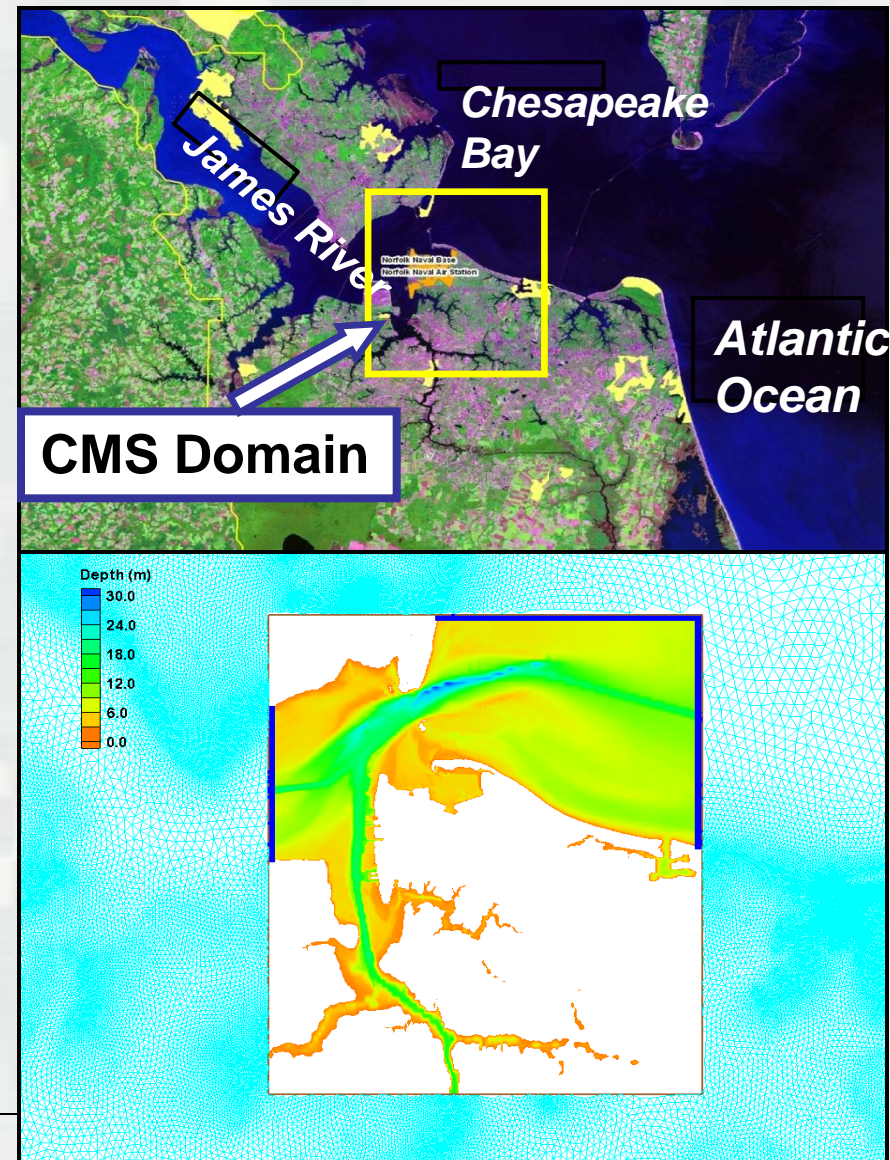 Chesapeake
Bay
James River
Norfolk Naval Base
Norfolk Naval Air Station
Atlantic
Ocean
CMS Domain
Depth (m)
30.0
24.0
18.0
12.0
6.0
0.0